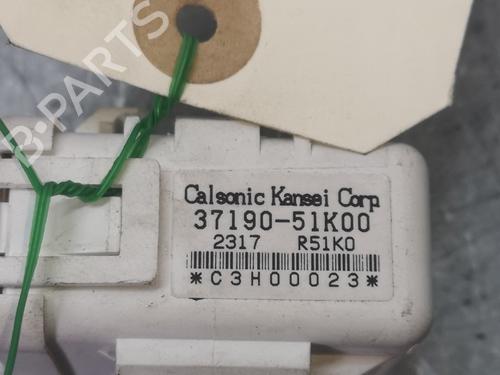 B-PARTS
Calsonic Kansei Corp
37190-51K00
2317 R51K0
*C3H00023*